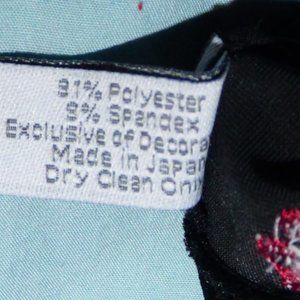 91% Polyester
9% Spandex
Exclusive of Decora
Made in Japan
Dry Clean Only